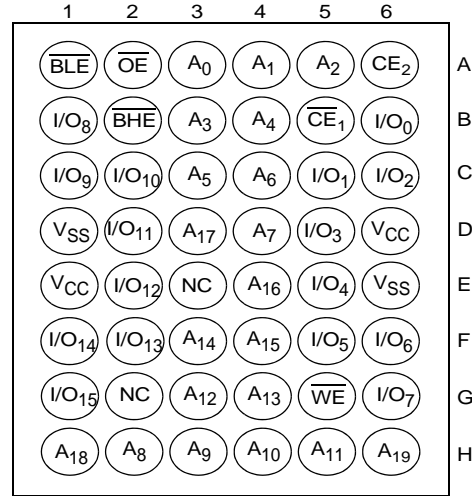 1 2 3 4 5 6
BLE OE A0 A1 A2 CE2 A
I/O8 BHE A3 A4 CE1 I/O0 B
I/O9 I/O10 A5 A6 I/O1 I/O2 C
VSS I/O11 A17 A7 I/O3 VCC D
VCC I/O12 NC A16 I/O4 VSS E
I/O14 I/O13 A14 A15 I/O5 I/O6 F
I/O15 NC A12 A13 WE I/O7 G
A18 A8 A9 A10 A11 A19 H